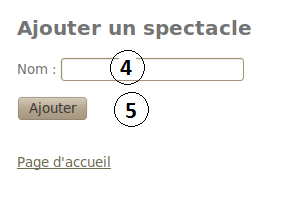 Ajouter un spectacle
Nom : 4
Ajouter 5
Page d'accueil